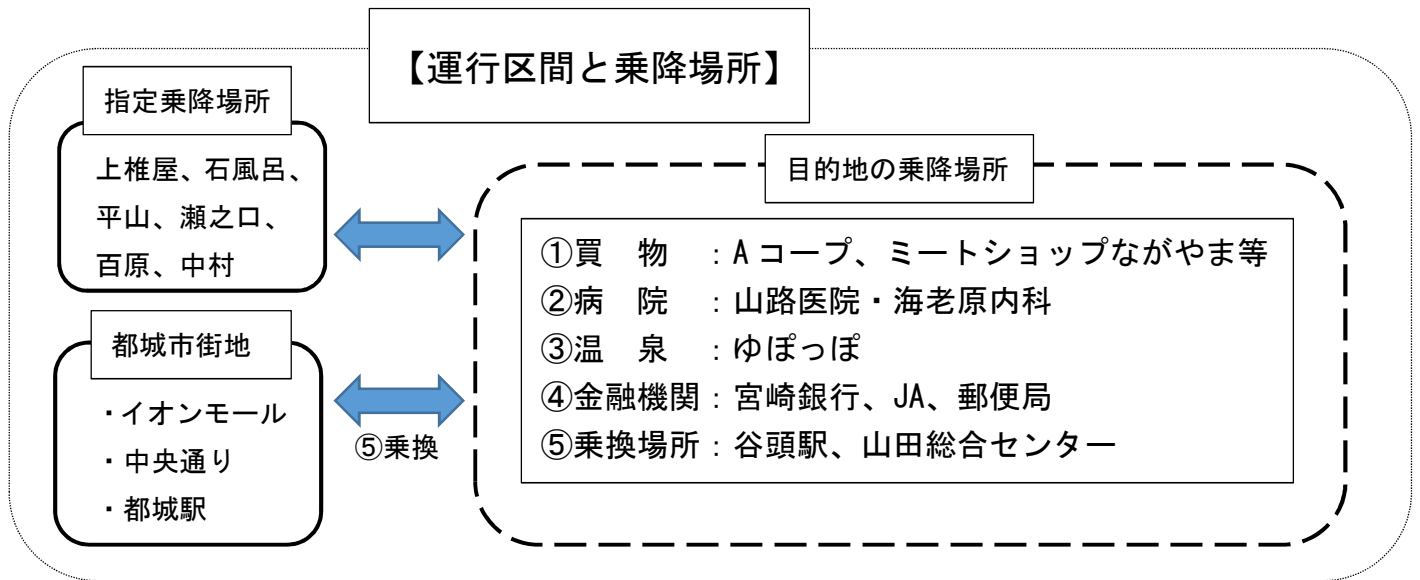 【運行区間と乗降場所】
指定乗降場所
上椎屋、石風呂、
平山、瀬之口、
百原、中村
都城市街地
・イオンモール
・中央通り
・都城駅
⑤乗換
目的地の乗降場所
①買　物　：Aコープ、ミートショップながやま等
②病　院　：山路医院・海老原内科
③温　泉　：ゆぽっぽ
④金融機関：宮崎銀行、JA、郵便局
⑤乗換場所：谷頭駅、山田総合センター